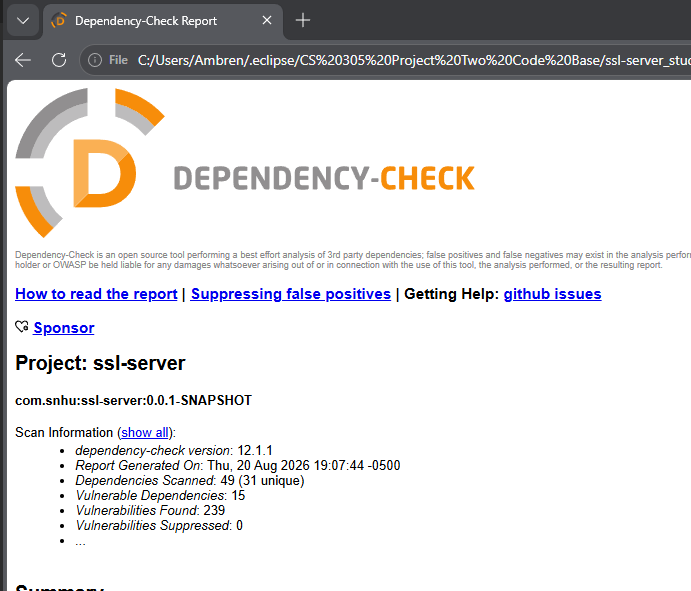 Dependency-Check Report
File C:/Users/Ambren/.eclipse/CS%20305%20Project%20Two%20Code%20Base/ssl-server_stu
D
DEPENDENCY-CHECK
Dependency-Check is an open source tool performing a best effort analysis of 3rd party dependencies; false positives and false negatives may exist in the analysis perfor
holder or OWASP be held liable for any damages whatsoever arising out of or in connection with the use of this tool, the analysis performed, or the resulting report.
How to read the report | Suppressing false positives | Getting Help: github issues
Sponsor
Project: ssl-server
com.snhu:ssl-server:0.0.1-SNAPSHOT
Scan Information (show all):
• dependency-check version: 12.1.1
• Report Generated On: Thu, 20 Aug 2026 19:07:44 -0500
• Dependencies Scanned: 49 (31 unique)
• Vulnerable Dependencies: 15
• Vulnerabilities Found: 239
• Vulnerabilities Suppressed: 0
• ...
Summary